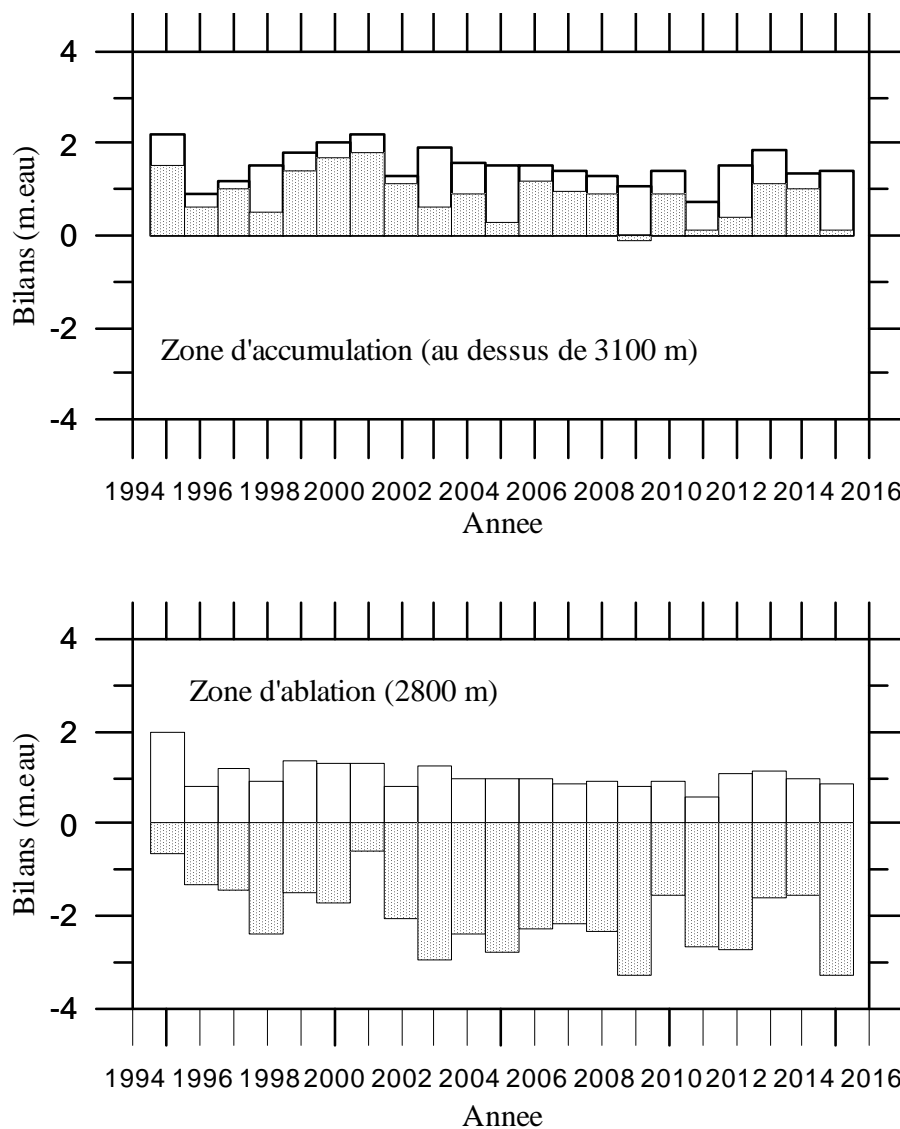 4
2
0
-2
-4
Bilans (m.eau)
Zone d'accumulation (au dessus de 3100 m)
1994 1996 1998 2000 2002 2004 2006 2008 2010 2012 2014 2016
Annee
4
2
0
-2
-4
Bilans (m.eau)
Zone d'ablation (2800 m)
1994 1996 1998 2000 2002 2004 2006 2008 2010 2012 2014 2016
Annee